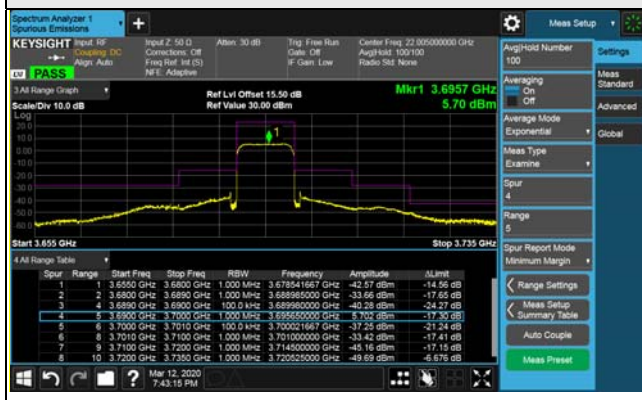 Spectrum Analyzer 1
Spurious Emissions
+
Meas Setup
KEYSIGHT
Input: RF
Coupling: DC
Align: Auto
Input Z: 50 Ω
Corrections: Off
Freq Ref: Int (S)
NFE: Adaptive
Atten: 30 dB
Trig: Free Run
Gate: Off
IF Gain: Low
Center Freq: 22.005000000 GHz
Avg|Hold: 100/100
Radio Std: None
LXI PASS
3 All Range Graph
Scale/Div 10.0 dB
Ref Lvl Offset 15.50 dB
Ref Value 30.00 dBm
Mkr1 3.6957 GHz
5.70 dBm
Log
20.0
10.0
0.00
-10.0
-20.0
-30.0
-40.0
-50.0
-60.0
1
Start 3.655 GHz
Stop 3.735 GHz
4 All Range Table
Spur Range Start Freq Stop Freq RBW Frequency Amplitude ΔLimit
1 1 3.6550 GHz 3.6800 GHz 1.000 MHz 3.678541667 GHz -42.57 dBm -14.56 dB
2 2 3.6800 GHz 3.6890 GHz 1.000 MHz 3.688985000 GHz -33.66 dBm -17.65 dB
3 4 3.6890 GHz 3.6900 GHz 100.0 kHz 3.689980000 GHz -40.28 dBm -24.27 dB
4 5 3.6900 GHz 3.7000 GHz 1.000 MHz 3.695650000 GHz 5.702 dBm -17.30 dB
5 6 3.7000 GHz 3.7010 GHz 100.0 kHz 3.700021667 GHz -37.25 dBm -21.24 dB
6 8 3.7010 GHz 3.7100 GHz 1.000 MHz 3.701000000 GHz -33.42 dBm -17.41 dB
7 9 3.7100 GHz 3.7200 GHz 1.000 MHz 3.714500000 GHz -45.16 dBm -17.15 dB
8 10 3.7200 GHz 3.7350 GHz 1.000 MHz 3.720525000 GHz -49.69 dBm -6.676 dB
Avg|Hold Number
100
Averaging
On
Off
Average Mode
Exponential
Meas Type
Examine
Spur
4
Range
5
Spur Report Mode
Minimum Margin
Range Settings
Meas Setup
Summary Table
Auto Couple
Meas Preset
Settings
Meas
Standard
Advanced
Global
?
Mar 12, 2020
7:43:15 PM